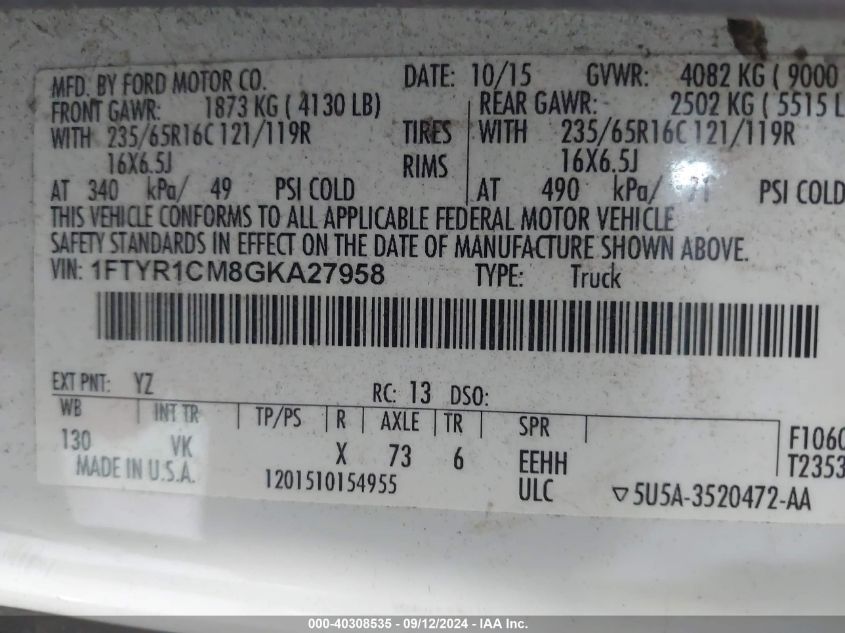 MFD. BY FORD MOTOR CO. DATE: 10/15 GVWR: 4082 KG ( 9000
FRONT GAWR: 1873 KG ( 4130 LB) REAR GAWR: 2502 KG ( 5515 L
WITH 235/65R16C 121/119R TIRES WITH 235/65R16C 121/119R
16X6.5J RIMS 16X6.5J
AT 340 kPa/ 49 PSI COLD AT 490 kPa/ PSI COLD
THIS VEHICLE CONFORMS TO ALL APPLICABLE FEDERAL MOTOR VEHICLE
SAFETY STANDARDS IN EFFECT ON THE DATE OF MANUFACTURE SHOWN ABOVE.
VIN: 1FTYR1CM8GKA27958 TYPE: Truck
EXT PNT: YZ RC: 13 DSO:
WB INT TR TP/PS R AXLE TR SPR
130 VK X 73 6 EEHH F106
MADE IN U.S.A. 1201510154955 ULC T2353
▽5U5A-3520472-AA
000-40308535 - 09/12/2024 - IAA Inc.